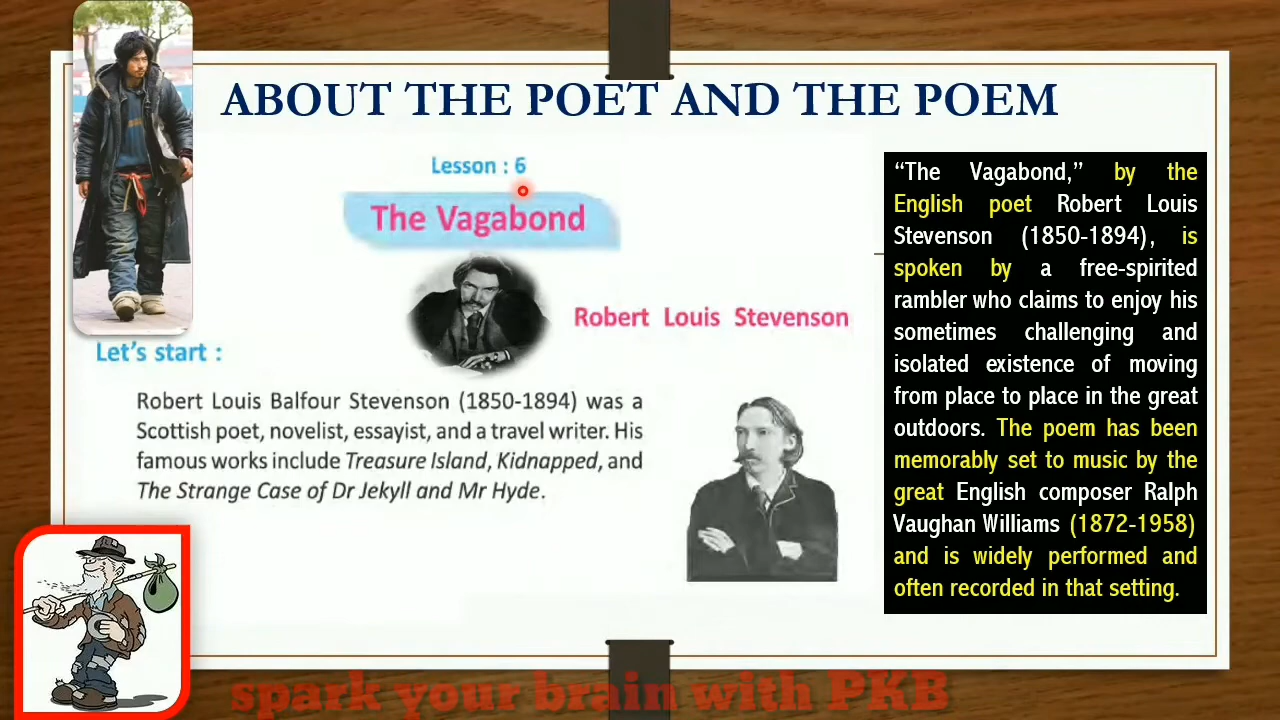 ABOUT THE POET AND THE POEM
Lesson : 6
The Vagabond
Robert Louis Stevenson
Let's start :
Robert Louis Balfour Stevenson (1850-1894) was a
Scottish poet, novelist, essayist, and a travel writer. His
famous works include Treasure Island, Kidnapped, and
The Strange Case of Dr Jekyll and Mr Hyde.
“The Vagabond,” by the
English poet Robert Louis
Stevenson (1850-1894), is
spoken by a free-spirited
rambler who claims to enjoy his
sometimes challenging and
isolated existence of moving
from place to place in the great
outdoors. The poem has been
memorably set to music by the
great English composer Ralph
Vaughan Williams (1872-1958)
and is widely performed and
often recorded in that setting.
spark your brain with PKB